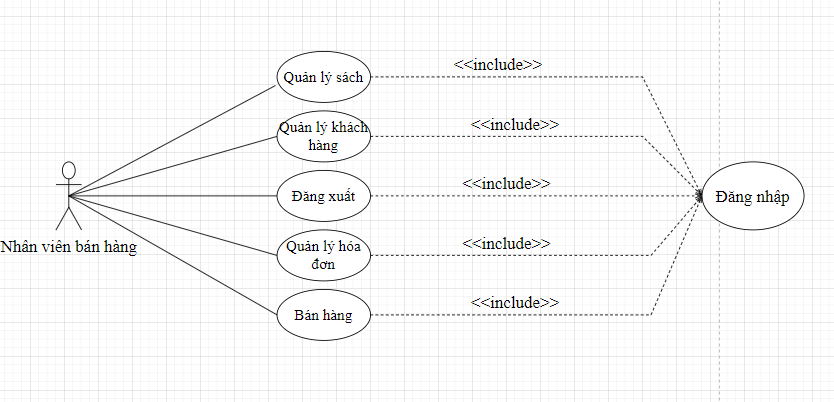 Quản lý sách
<<include>>
Quản lý khách
hàng
<<include>>
Đăng xuất
<<include>>
Đăng nhập
Nhân viên bán hàng
Quản lý hóa
đơn
<<include>>
Bán hàng
<<include>>